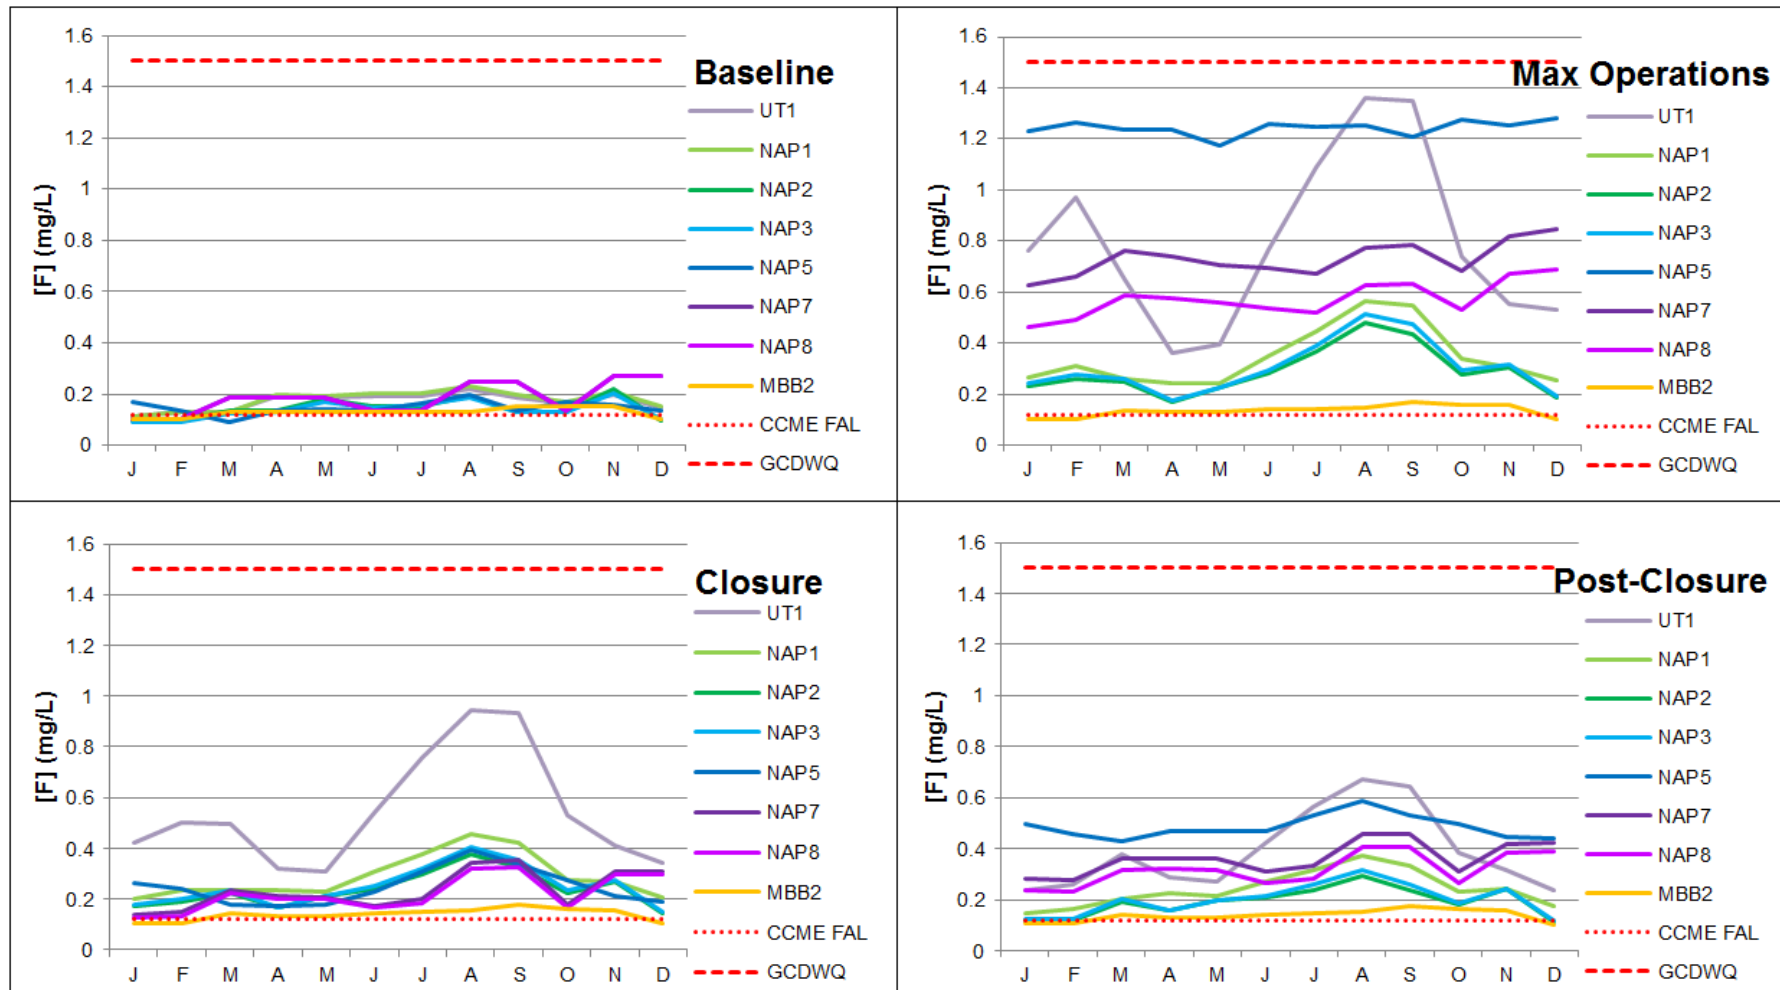 Baseline
[F] (mg/L)
1.6
1.4
1.2
1
0.8
0.6
0.4
0.2
0
J F M A M J J A S O N D
UT1
NAP1
NAP2
NAP3
NAP5
NAP7
NAP8
MBB2
CCME FAL
GCDWQ
Max Operations
[F] (mg/L)
1.6
1.4
1.2
1
0.8
0.6
0.4
0.2
0
J F M A M J J A S O N D
UT1
NAP1
NAP2
NAP3
NAP5
NAP7
NAP8
MBB2
CCME FAL
GCDWQ
Closure
[F] (mg/L)
1.6
1.4
1.2
1
0.8
0.6
0.4
0.2
0
J F M A M J J A S O N D
UT1
NAP1
NAP2
NAP3
NAP5
NAP7
NAP8
MBB2
CCME FAL
GCDWQ
Post-Closure
[F] (mg/L)
1.6
1.4
1.2
1
0.8
0.6
0.4
0.2
0
J F M A M J J A S O N D
UT1
NAP1
NAP2
NAP3
NAP5
NAP7
NAP8
MBB2
CCME FAL
GCDWQ